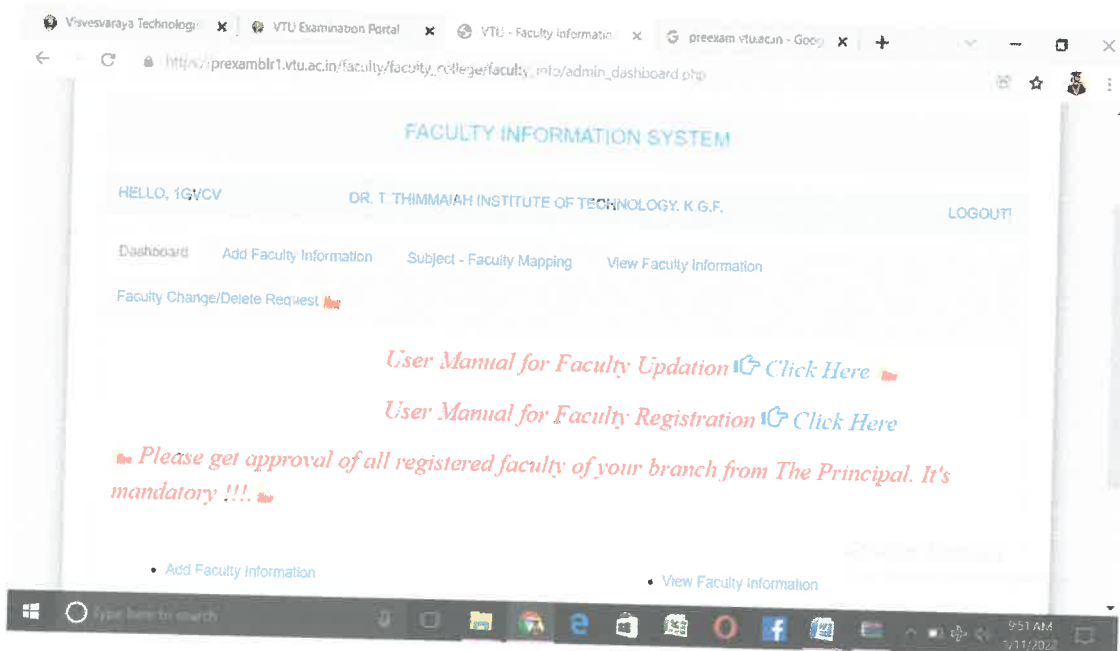 Visvesvaraya Technologi VTU Examination Portal VTU - Faculty Informatin preexam vtu.ac.in - Goog
prexamblr1.vtu.ac.in/faculty/faculty_college/faculty_info/admin_dashboard.php
FACULTY INFORMATION SYSTEM
HELLO, 1GVCV DR. T. THIMMAIAH INSTITUTE OF TECHNOLOGY. K.G.F. LOGOUT!
Dashboard Add Faculty Information Subject - Faculty Mapping View Faculty Information
Faculty Change/Delete Request
User Manual for Faculty Updation Click Here
User Manual for Faculty Registration Click Here
Please get approval of all registered faculty of your branch from The Principal. It's
mandatory !!!.
• Add Faculty Information • View Faculty Information
Type here to search 9:51 AM
/11/2022